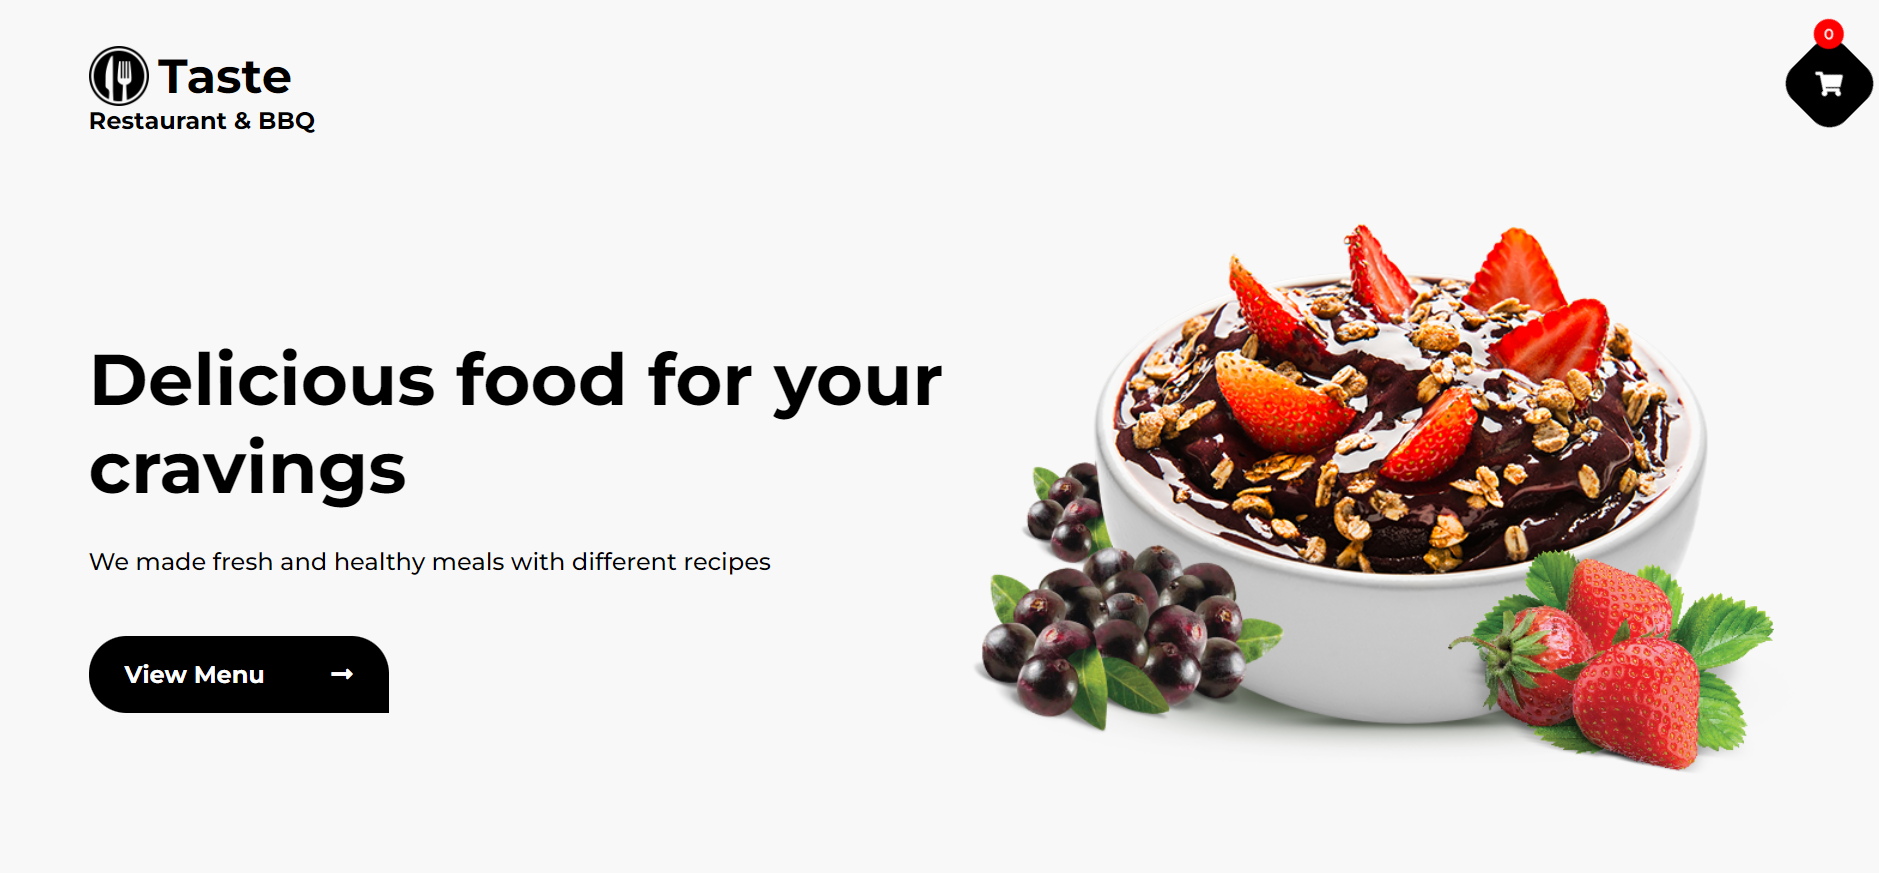 Taste
Restaurant & BBQ
0
Delicious food for your
cravings
We made fresh and healthy meals with different recipes
View Menu